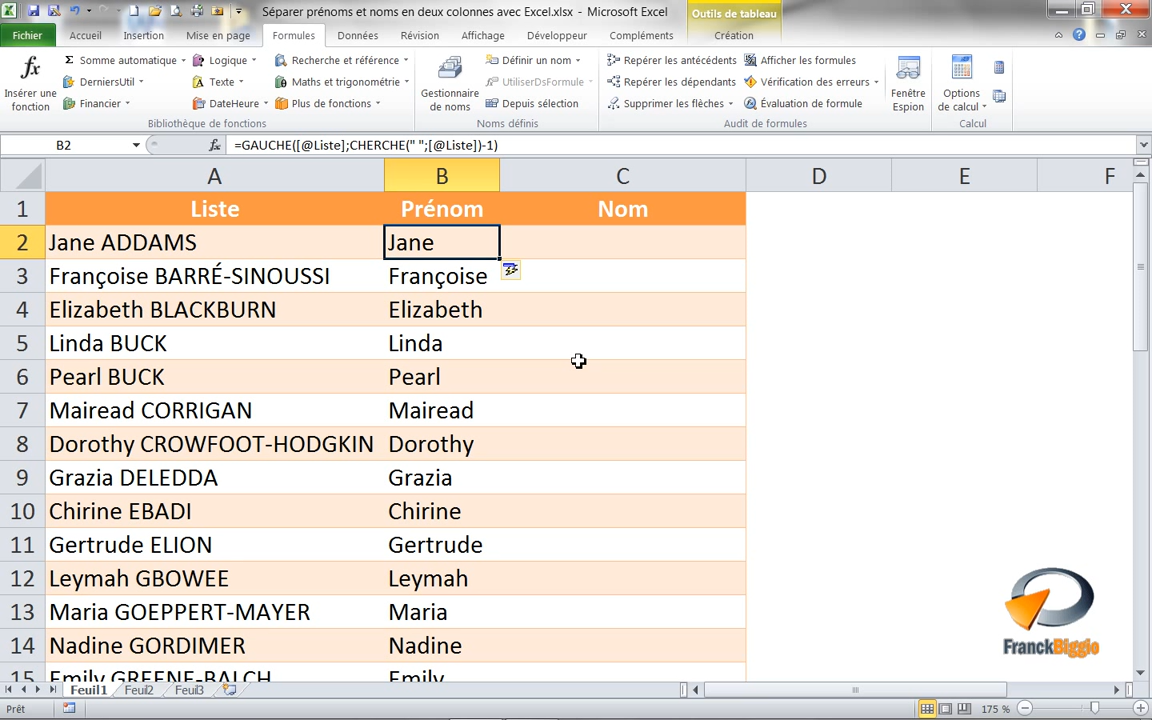 Séparer prénoms et noms en deux colonnes avec Excel.xlsx - Microsoft Excel
Outils de tableau
Fichier Accueil Insertion Mise en page Formules Données Révision Affichage Développeur Compléments Création
fx Insérer une fonction
Σ Somme automatique
DerniersUtil
Financier
Logique
Texte
DateHeure
Recherche et référence
Maths et trigonométrie
Plus de fonctions
Bibliothèque de fonctions
Gestionnaire de noms
Définir un nom
UtiliserDsFormule
Depuis sélection
Noms définis
Repérer les antécédents
Repérer les dépendants
Supprimer les flèches
Afficher les formules
Vérification des erreurs
Évaluation de formule
Audit de formules
Fenêtre Espion
Options de calcul
Calcul
B2 fx =GAUCHE([@Liste];CHERCHE(" ";[@Liste])-1)
A B C D E F
1 Liste Prénom Nom
2 Jane ADDAMS Jane
3 Françoise BARRÉ-SINOUSSI Françoise
4 Elizabeth BLACKBURN Elizabeth
5 Linda BUCK Linda
6 Pearl BUCK Pearl
7 Mairead CORRIGAN Mairead
8 Dorothy CROWFOOT-HODGKIN Dorothy
9 Grazia DELEDDA Grazia
10 Chirine EBADI Chirine
11 Gertrude ELION Gertrude
12 Leymah GBOWEE Leymah
13 Maria GOEPPERT-MAYER Maria
14 Nadine GORDIMER Nadine
15 Emily GREENE-BALCH Emily
FranckBiggio
Feuil1 Feuil2 Feuil3
Prêt 175 %